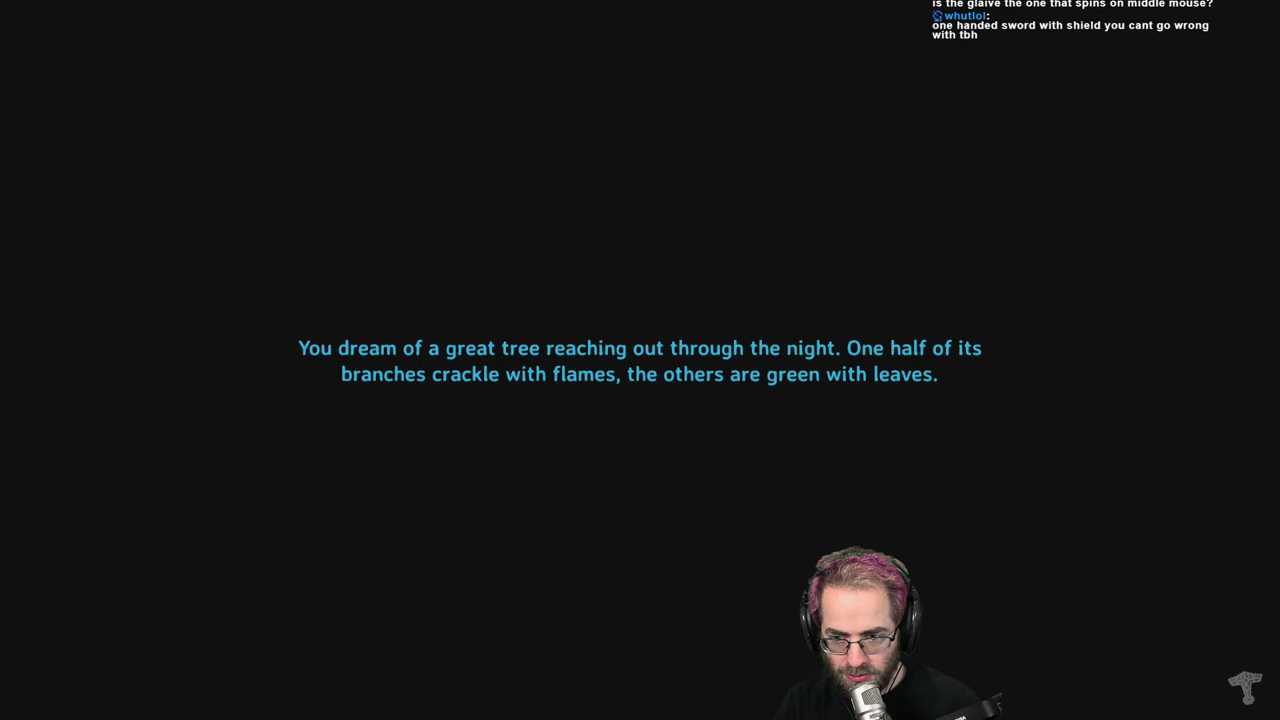 is the glaive the one that spins on middle mouse?
whutloi:
one handed sword with shield you cant go wrong
with tbh
You dream of a great tree reaching out through the night. One half of its
branches crackle with flames, the others are green with leaves.